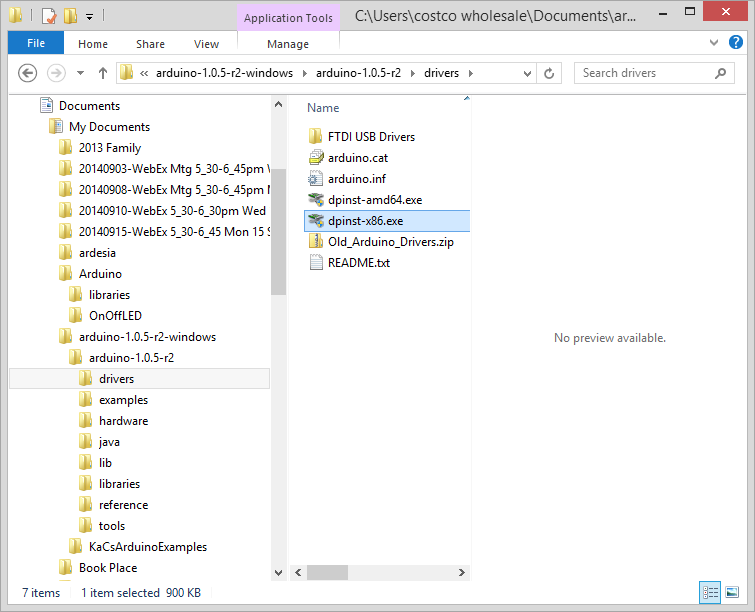 Application Tools
C:\Users\costco wholesale\Documents\ar...
File
Home
Share
View
Manage
«
arduino-1.0.5-r2-windows
arduino-1.0.5-r2
drivers
Search drivers
Documents
My Documents
2013 Family
20140903-WebEx Mtg 5_30-6_45pm
20140908-WebEx Mtg 5_30-6_45pm
20140910-WebEx 5_30-6_30pm Wed
20140915-WebEx 5_30-6_45 Mon 15 S
ardesia
Arduino
libraries
OnOffLED
arduino-1.0.5-r2-windows
arduino-1.0.5-r2
drivers
examples
hardware
java
lib
libraries
reference
tools
KaCsArduinoExamples
Book Place
Name
FTDI USB Drivers
arduino.cat
arduino.inf
dpinst-amd64.exe
dpinst-x86.exe
Old_Arduino_Drivers.zip
README.txt
No preview available.
7 items
1 item selected 900 KB